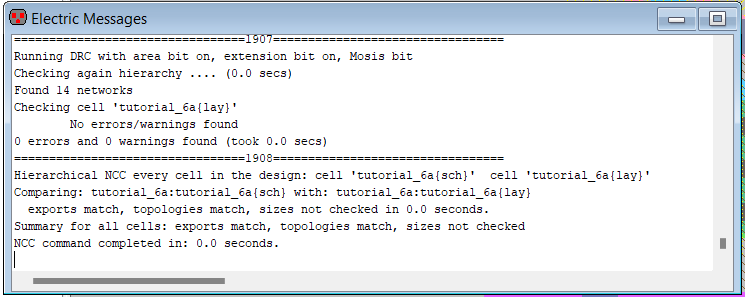 Electric Messages
=================================1907=================================
Running DRC with area bit on, extension bit on, Mosis bit
Checking again hierarchy .... (0.0 secs)
Found 14 networks
Checking cell 'tutorial_6a{lay}'
No errors/warnings found
0 errors and 0 warnings found (took 0.0 secs)
=================================1908=================================
Hierarchical NCC every cell in the design: cell 'tutorial_6a{sch}'  cell 'tutorial_6a{lay}'
Comparing: tutorial_6a:tutorial_6a{sch} with: tutorial_6a:tutorial_6a{lay}
exports match, topologies match, sizes not checked in 0.0 seconds.
Summary for all cells: exports match, topologies match, sizes not checked
NCC command completed in: 0.0 seconds.